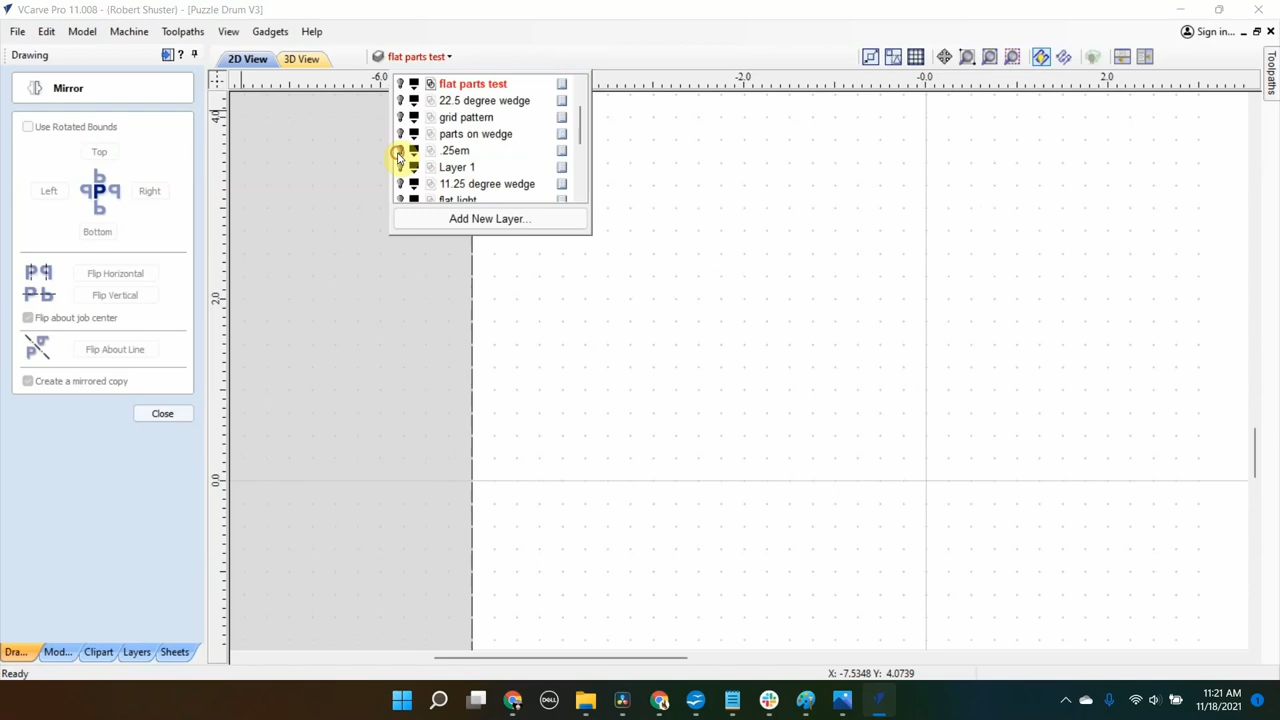 VCarve Pro 11.008 - (Robert Shuster) - [Puzzle Drum V3]
File Edit Model Machine Toolpaths View Gadgets Help
Sign in...
Drawing ?
2D View 3D View flat parts test
Mirror
-6.0 -2.0 -0.0 2.0
4.0
2.0
0.0
flat parts test
22.5 degree wedge
grid pattern
parts on wedge
.25em
Layer 1
11.25 degree wedge
flat light
Add New Layer...
Use Rotated Bounds
Top
Left Right
Bottom
Flip Horizontal
Flip Vertical
Flip about job center
Flip About Line
Create a mirrored copy
Close
Toolpaths
Dra... Mod... Clipart Layers Sheets
Ready
X: -7.5348 Y: 4.0739
DELL
11:21 AM
11/18/2021